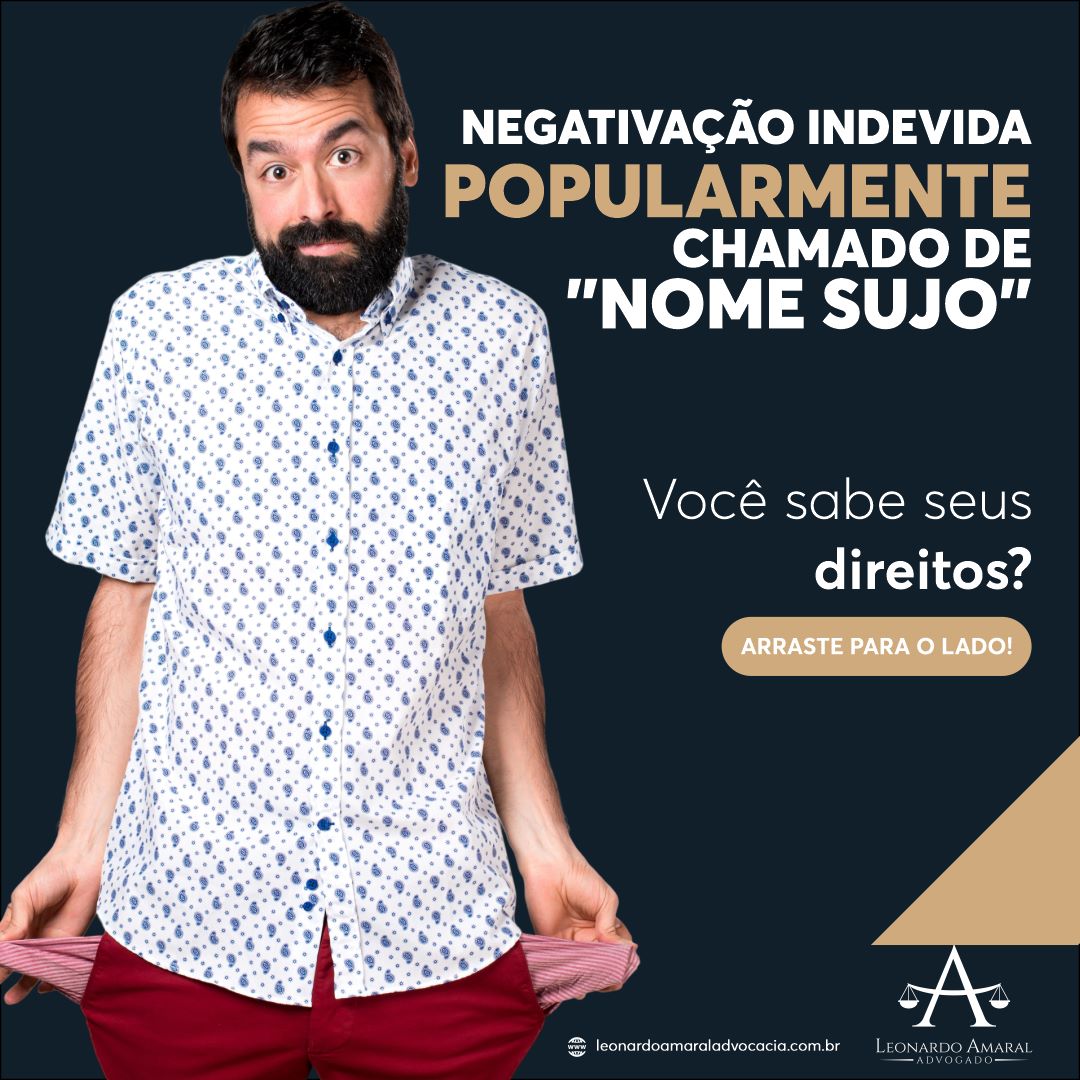 NEGATIVAÇÃO INDEVIDA
POPULARMENTE
CHAMADO DE
"NOME SUJO"
Você sabe seus
direitos?
ARRASTE PARA O LADO!
www leonardoamaraladvocacia.com.br
LEONARDO AMARAL
ADVOGADO